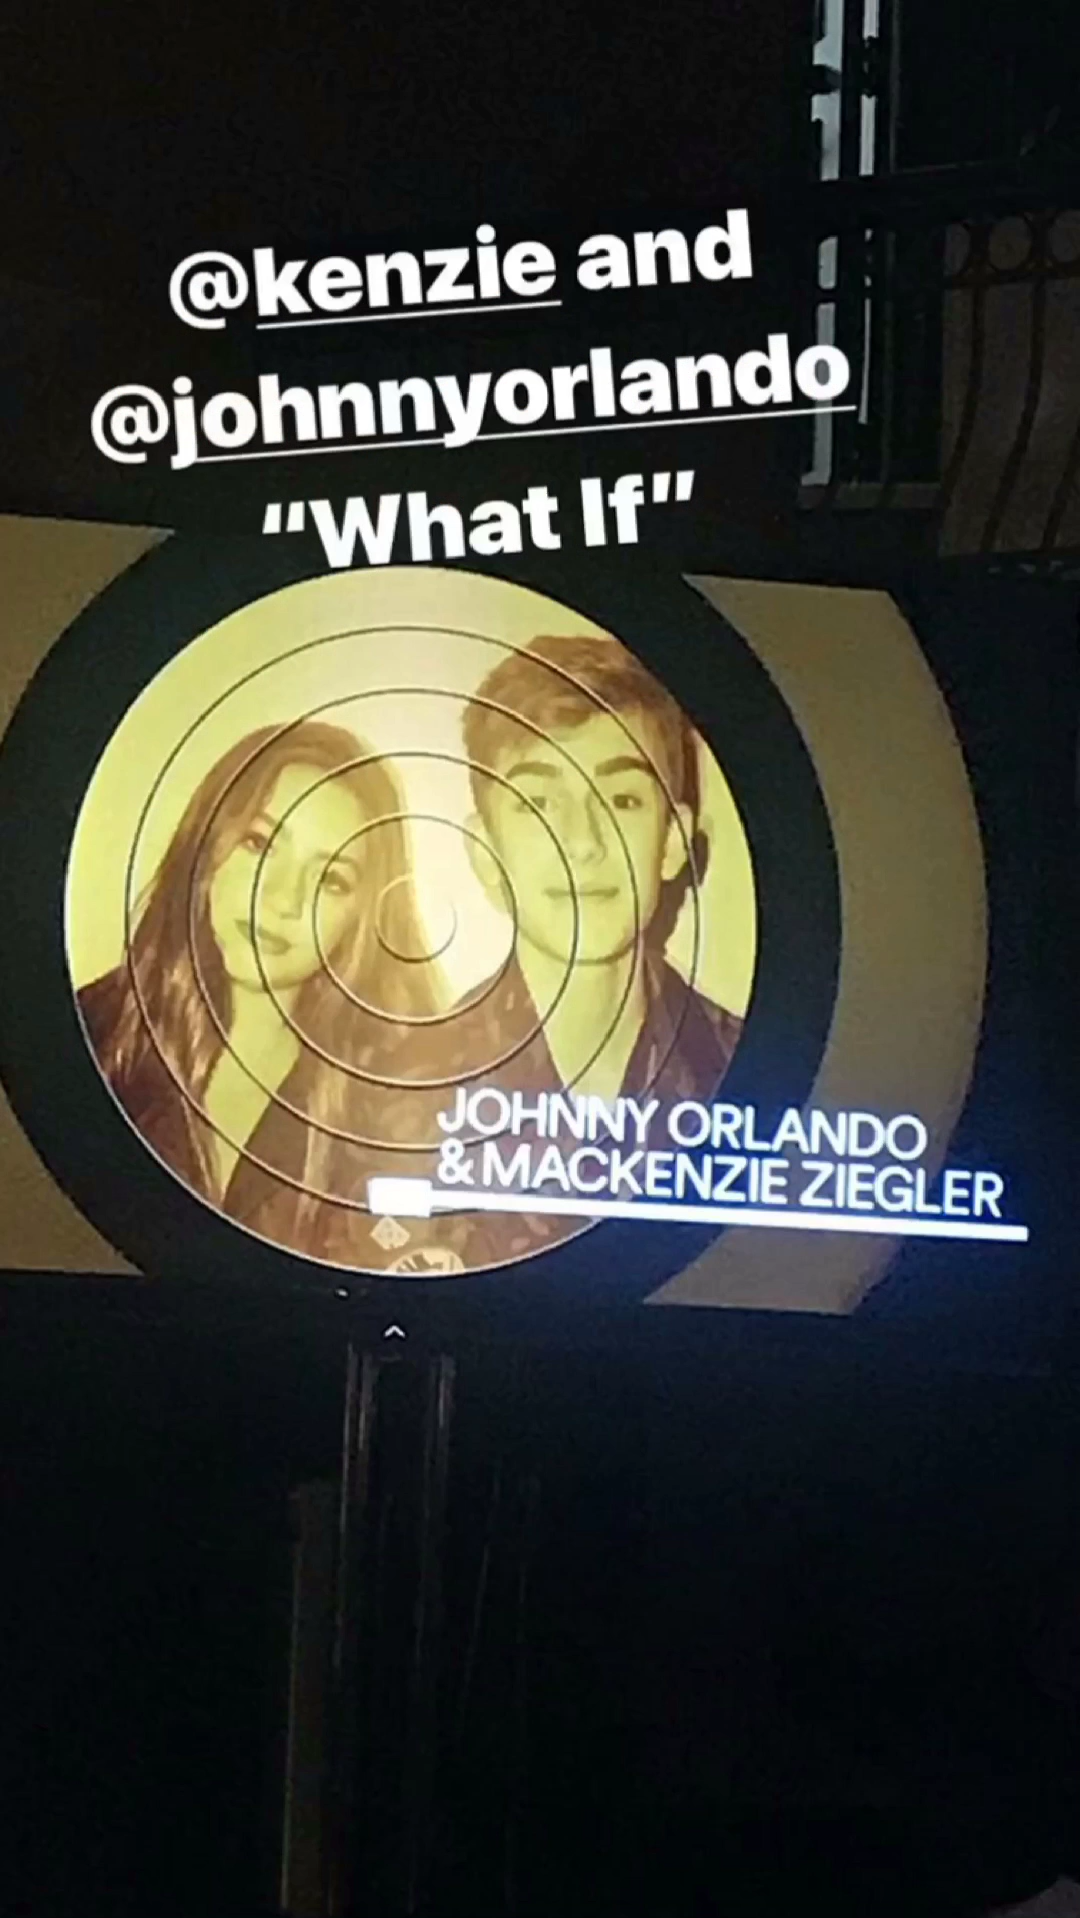 @kenzie and
@johnnyorlando
"What If"
JOHNNY ORLANDO
& MACKENZIE ZIEGLER